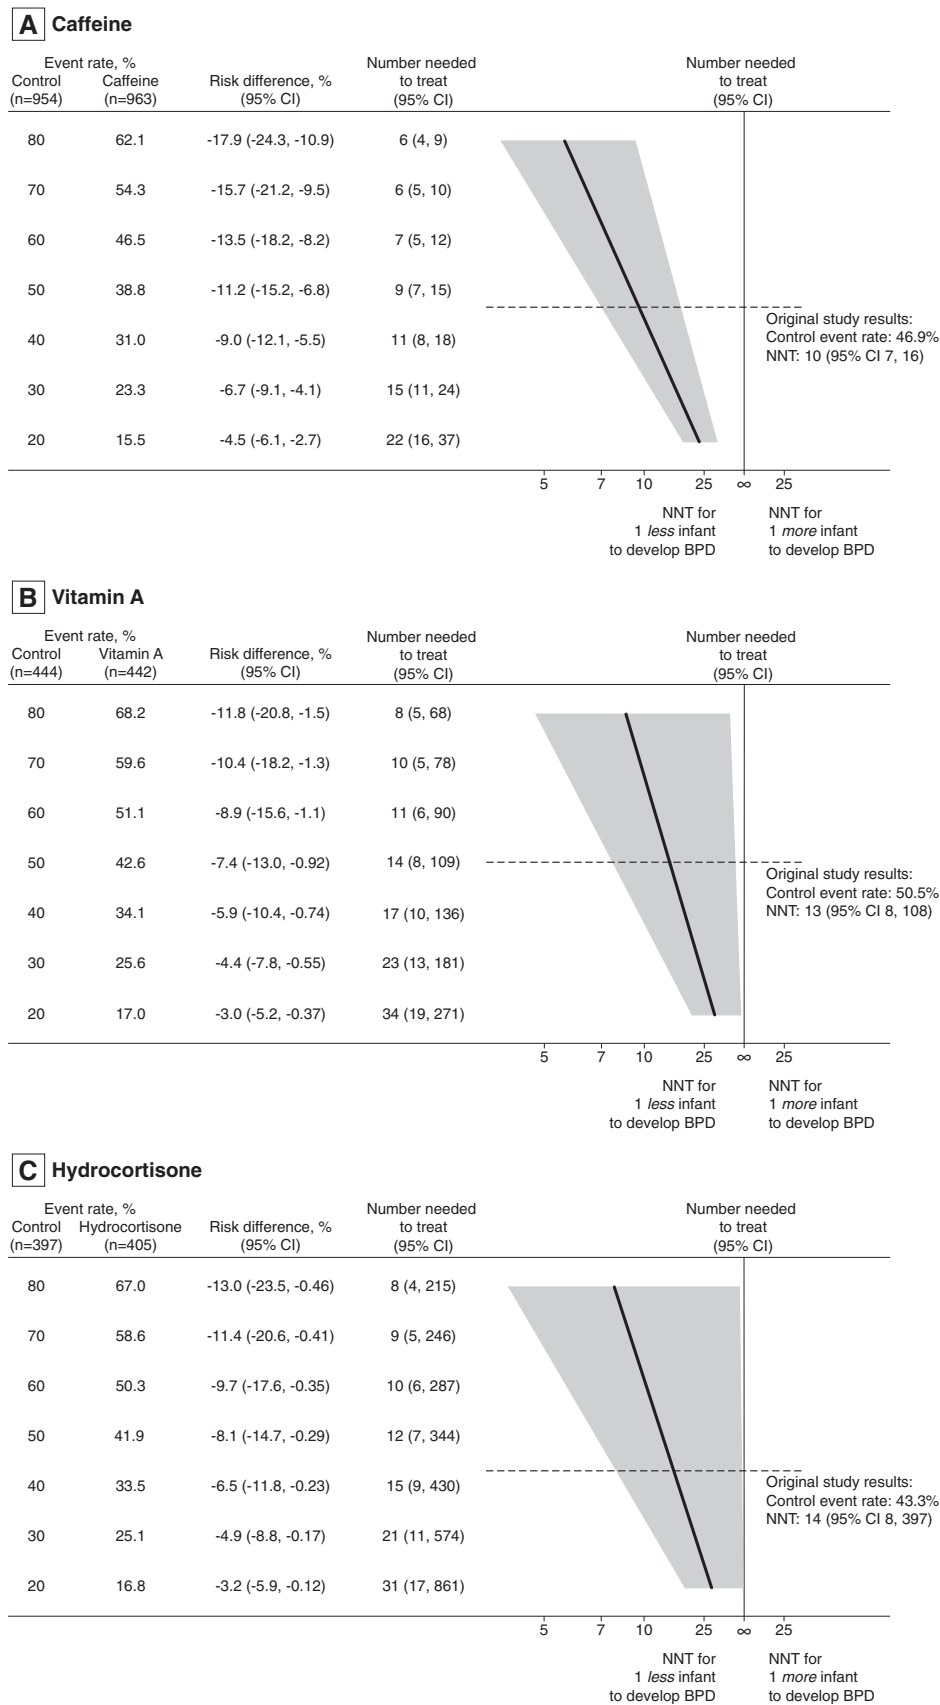 A Caffeine
Event rate, %
Control Caffeine Risk difference, % Number needed to treat Number needed to treat
(n=954) (n=963) (95% CI) (95% CI) (95% CI)
80 62.1 -17.9 (-24.3, -10.9) 6 (4, 9)
70 54.3 -15.7 (-21.2, -9.5) 6 (5, 10)
60 46.5 -13.5 (-18.2, -8.2) 7 (5, 12)
50 38.8 -11.2 (-15.2, -6.8) 9 (7, 15)
Original study results:
Control event rate: 46.9%
NNT: 10 (95% CI 7, 16)
40 31.0 -9.0 (-12.1, -5.5) 11 (8, 18)
30 23.3 -6.7 (-9.1, -4.1) 15 (11, 24)
20 15.5 -4.5 (-6.1, -2.7) 22 (16, 37)
5 7 10 25 ∞ 25
NNT for NNT for
1 less infant 1 more infant
to develop BPD to develop BPD
B Vitamin A
Event rate, %
Control Vitamin A Risk difference, % Number needed to treat Number needed to treat
(n=444) (n=442) (95% CI) (95% CI) (95% CI)
80 68.2 -11.8 (-20.8, -1.5) 8 (5, 68)
70 59.6 -10.4 (-18.2, -1.3) 10 (5, 78)
60 51.1 -8.9 (-15.6, -1.1) 11 (6, 90)
50 42.6 -7.4 (-13.0, -0.92) 14 (8, 109)
Original study results:
Control event rate: 50.5%
NNT: 13 (95% CI 8, 108)
40 34.1 -5.9 (-10.4, -0.74) 17 (10, 136)
30 25.6 -4.4 (-7.8, -0.55) 23 (13, 181)
20 17.0 -3.0 (-5.2, -0.37) 34 (19, 271)
5 7 10 25 ∞ 25
NNT for NNT for
1 less infant 1 more infant
to develop BPD to develop BPD
C Hydrocortisone
Event rate, %
Control Hydrocortisone Risk difference, % Number needed to treat Number needed to treat
(n=397) (n=405) (95% CI) (95% CI) (95% CI)
80 67.0 -13.0 (-23.5, -0.46) 8 (4, 215)
70 58.6 -11.4 (-20.6, -0.41) 9 (5, 246)
60 50.3 -9.7 (-17.6, -0.35) 10 (6, 287)
50 41.9 -8.1 (-14.7, -0.29) 12 (7, 344)
40 33.5 -6.5 (-11.8, -0.23) 15 (9, 430)
Original study results:
Control event rate: 43.3%
NNT: 14 (95% CI 8, 397)
30 25.1 -4.9 (-8.8, -0.17) 21 (11, 574)
20 16.8 -3.2 (-5.9, -0.12) 31 (17, 861)
5 7 10 25 ∞ 25
NNT for NNT for
1 less infant 1 more infant
to develop BPD to develop BPD